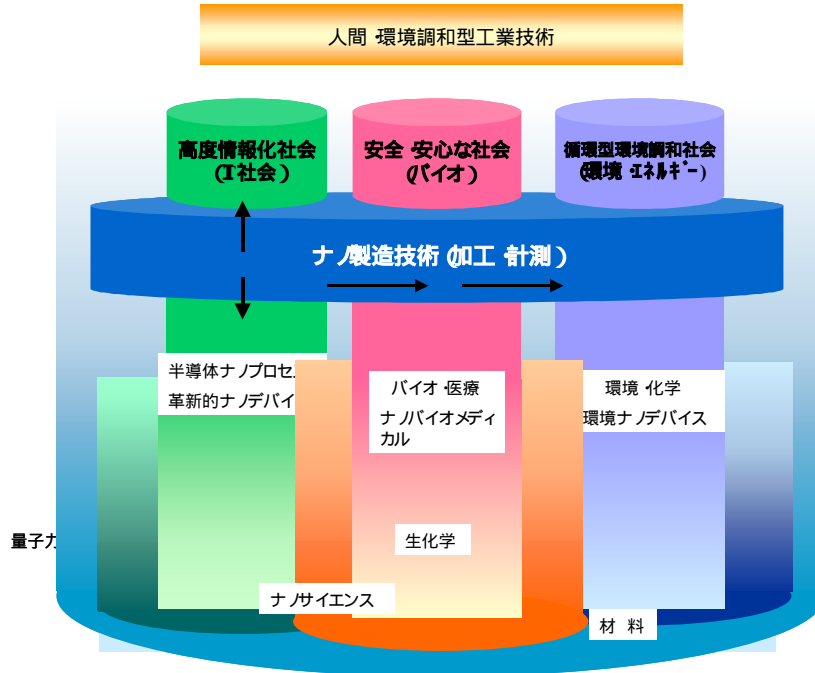 人間・環境調和型工業技術
高度情報化社会
(IT社会)
安全・安心な社会
(バイオ)
循環型環境調和社会
(環境・エネルギー)
ナノ製造技術(加工・計測)
半導体ナノプロセ
革新的ナノデバイ
バイオ・医療
ナノバイオメディ
カル
環境・化学
環境ナノデバイス
量子力
生化学
ナノサイエンス
材 料